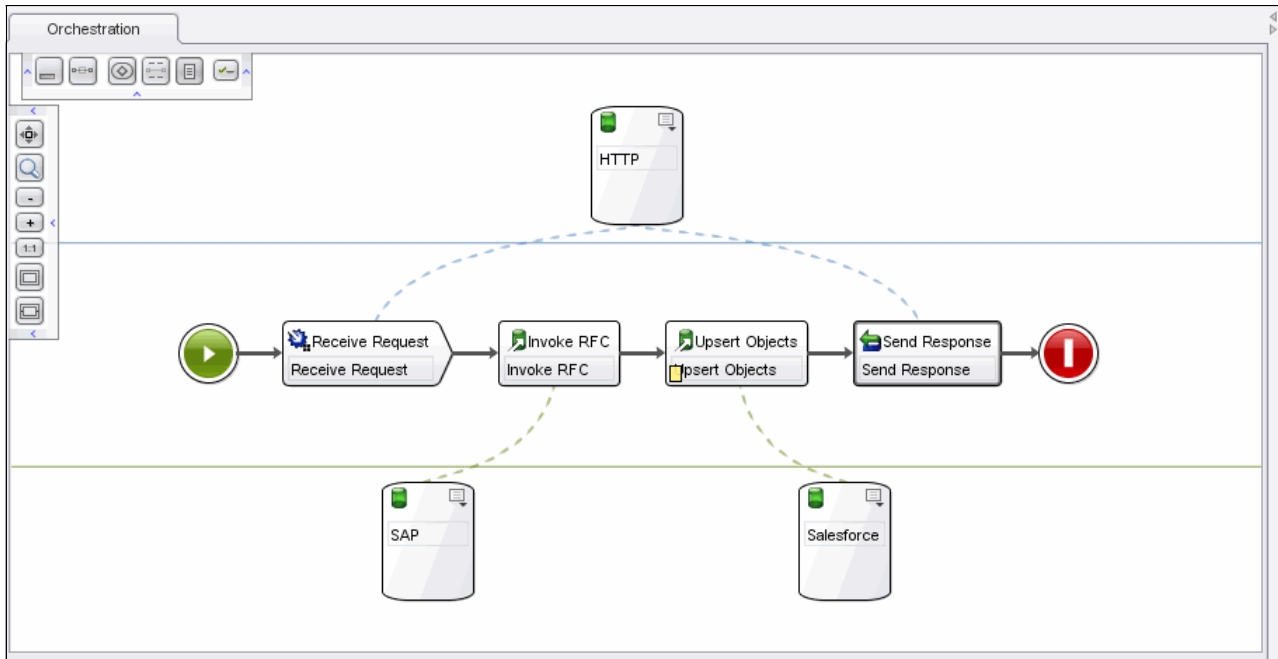 Orchestration
HTTP
-
+
1:1
Receive Request
Receive Request
Invoke RFC
Invoke RFC
Upsert Objects
Upsert Objects
Send Response
Send Response
SAP
Salesforce